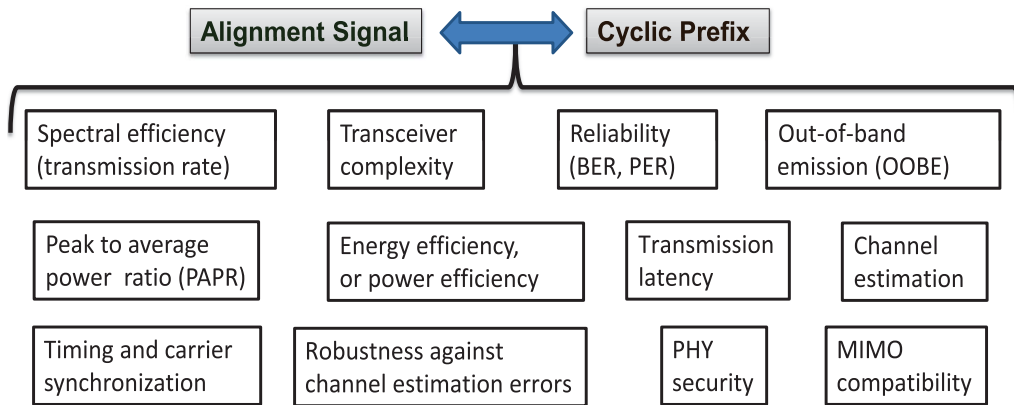 Alignment Signal
Cyclic Prefix
Spectral efficiency
(transmission rate)
Transceiver
complexity
Reliability
(BER, PER)
Out-of-band
emission (OOBE)
Peak to average
power ratio (PAPR)
Energy efficiency,
or power efficiency
Transmission
latency
Channel
estimation
Timing and carrier
synchronization
Robustness against
channel estimation errors
PHY
security
MIMO
compatibility